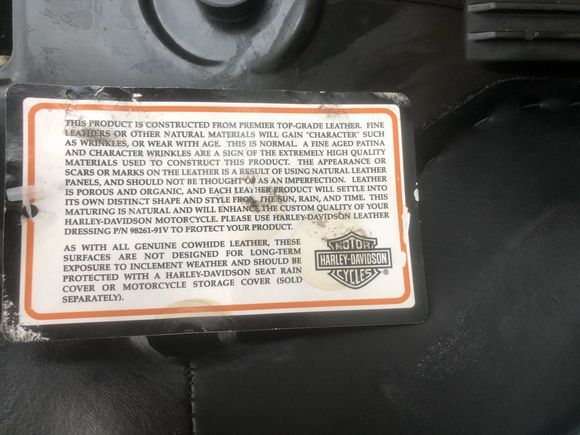 THIS PRODUCT IS CONSTRUCTED FROM PREMIER TOP-GRADE LEATHER. FINE
LEATHERS OR OTHER NATURAL MATERIALS WILL GAIN "CHARACTER" SUCH
AS WRINKLES, OR WEAR WITH AGE. THIS IS NORMAL. A FINE AGED PATINA
AND CHARACTER WRINKLES ARE A SIGN OF THE EXTREMELY HIGH QUALITY
MATERIALS USED TO CONSTRUCT THIS PRODUCT. THE APPEARANCE OR
SCARS OR MARKS ON THE LEATHER IS A RESULT OF USING NATURAL LEATHER
PANELS, AND SHOULD NOT BE THOUGHT OF AS AN IMPERFECTION. LEATHER
IS POROUS AND ORGANIC, AND EACH LEATHER PRODUCT WILL SETTLE INTO
ITS OWN DISTINCT SHAPE AND STYLE FROM THE SUN, RAIN, AND TIME. THIS
MATURING IS NATURAL AND WILL ENHANCE THE CUSTOM QUALITY OF YOUR
HARLEY-DAVIDSON MOTORCYCLE. PLEASE USE HARLEY-DAVIDSON LEATHER
DRESSING P/N 98261-91V TO PROTECT YOUR PRODUCT.
AS WITH ALL GENUINE COWHIDE LEATHER, THESE
SURFACES ARE NOT DESIGNED FOR LONG-TERM
EXPOSURE TO INCLEMENT WEATHER AND SHOULD BE
PROTECTED WITH A HARLEY-DAVIDSON SEAT RAIN
COVER OR MOTORCYCLE STORAGE COVER (SOLD
SEPARATELY).
MOTOR
HARLEY-DAVIDSON
CYCLES
®